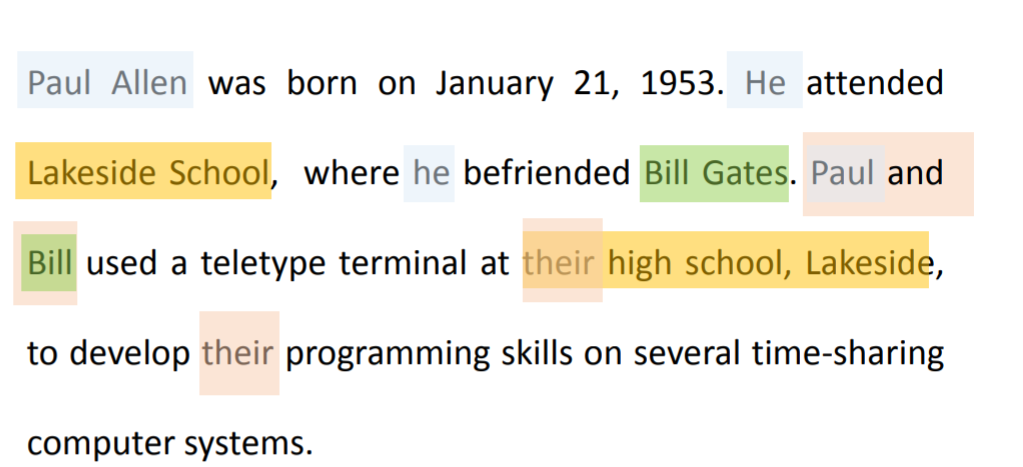 Paul Allen was born on January 21, 1953. He attended
Lakeside School, where he befriended Bill Gates. Paul and
Bill used a teletype terminal at their high school, Lakeside,
to develop their programming skills on several time-sharing
computer systems.